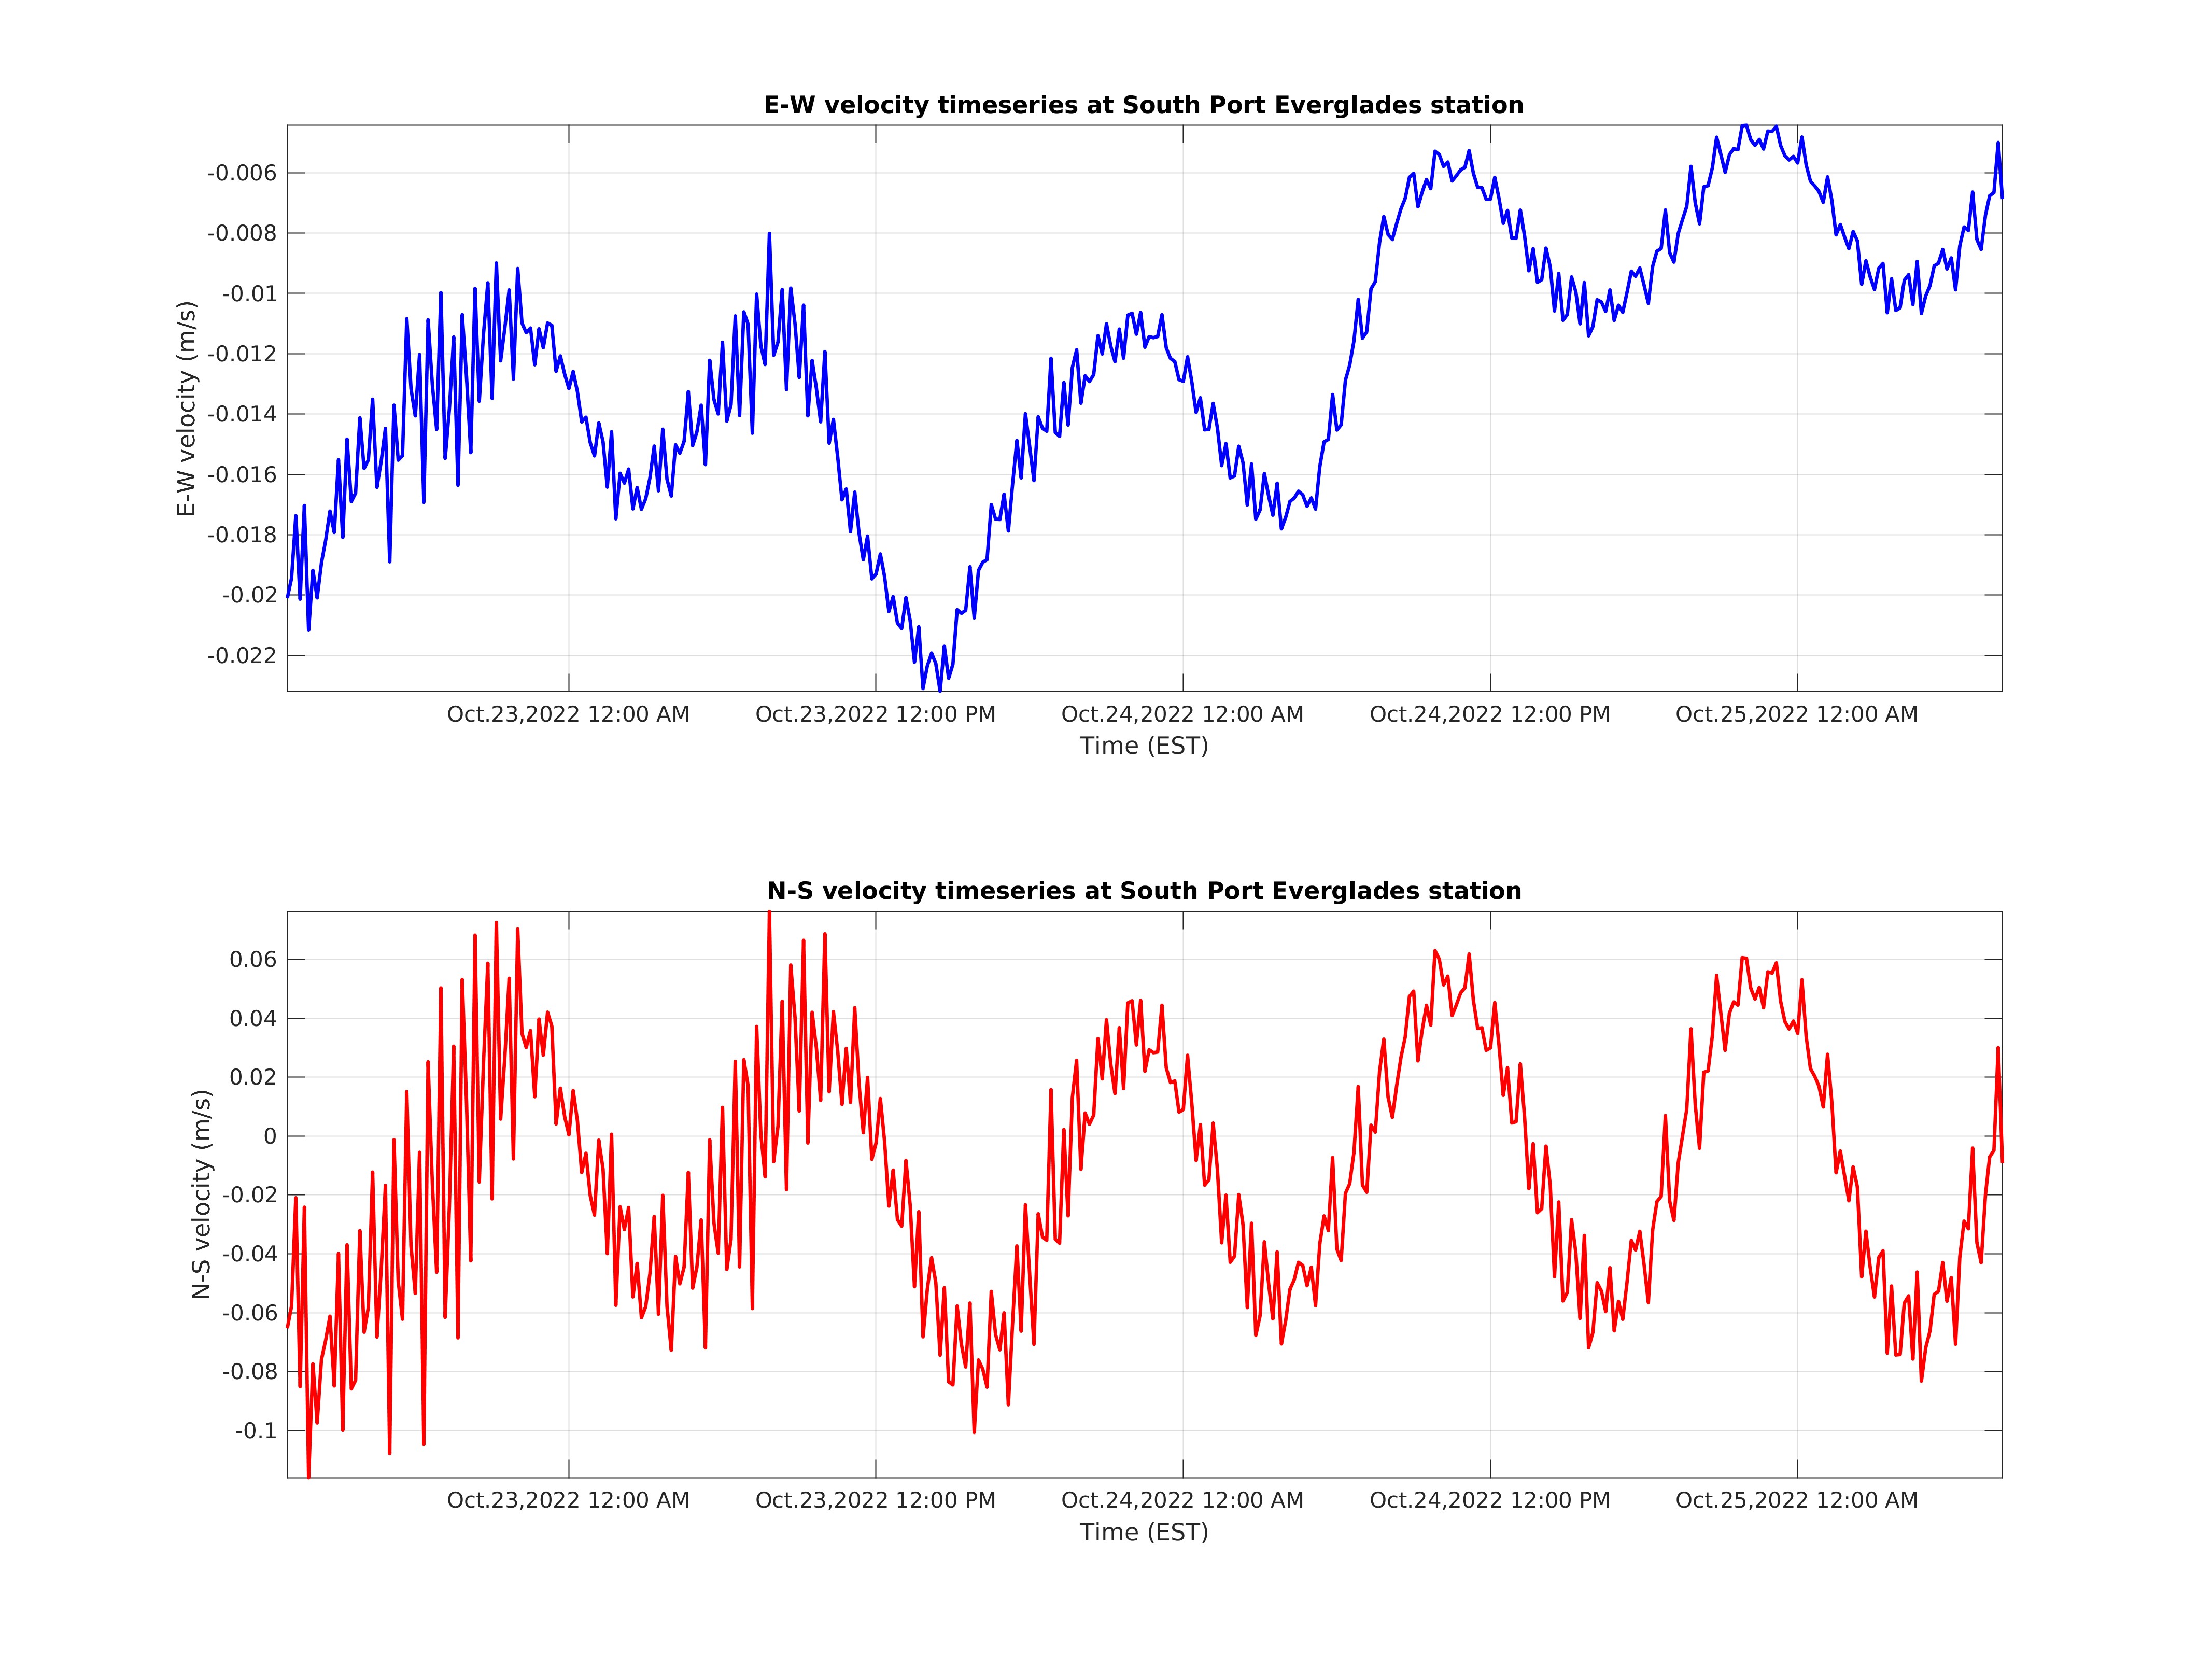 E-W velocity timeseries at South Port Everglades station
-0.006
-0.008
-0.01
-0.012
-0.014
-0.016
-0.018
-0.02
-0.022
E-W velocity (m/s)
Oct.23,2022 12:00 AM Oct.23,2022 12:00 PM Oct.24,2022 12:00 AM Oct.24,2022 12:00 PM Oct.25,2022 12:00 AM
Time (EST)
N-S velocity timeseries at South Port Everglades station
0.06
0.04
0.02
0
-0.02
-0.04
-0.06
-0.08
-0.1
N-S velocity (m/s)
Oct.23,2022 12:00 AM Oct.23,2022 12:00 PM Oct.24,2022 12:00 AM Oct.24,2022 12:00 PM Oct.25,2022 12:00 AM
Time (EST)